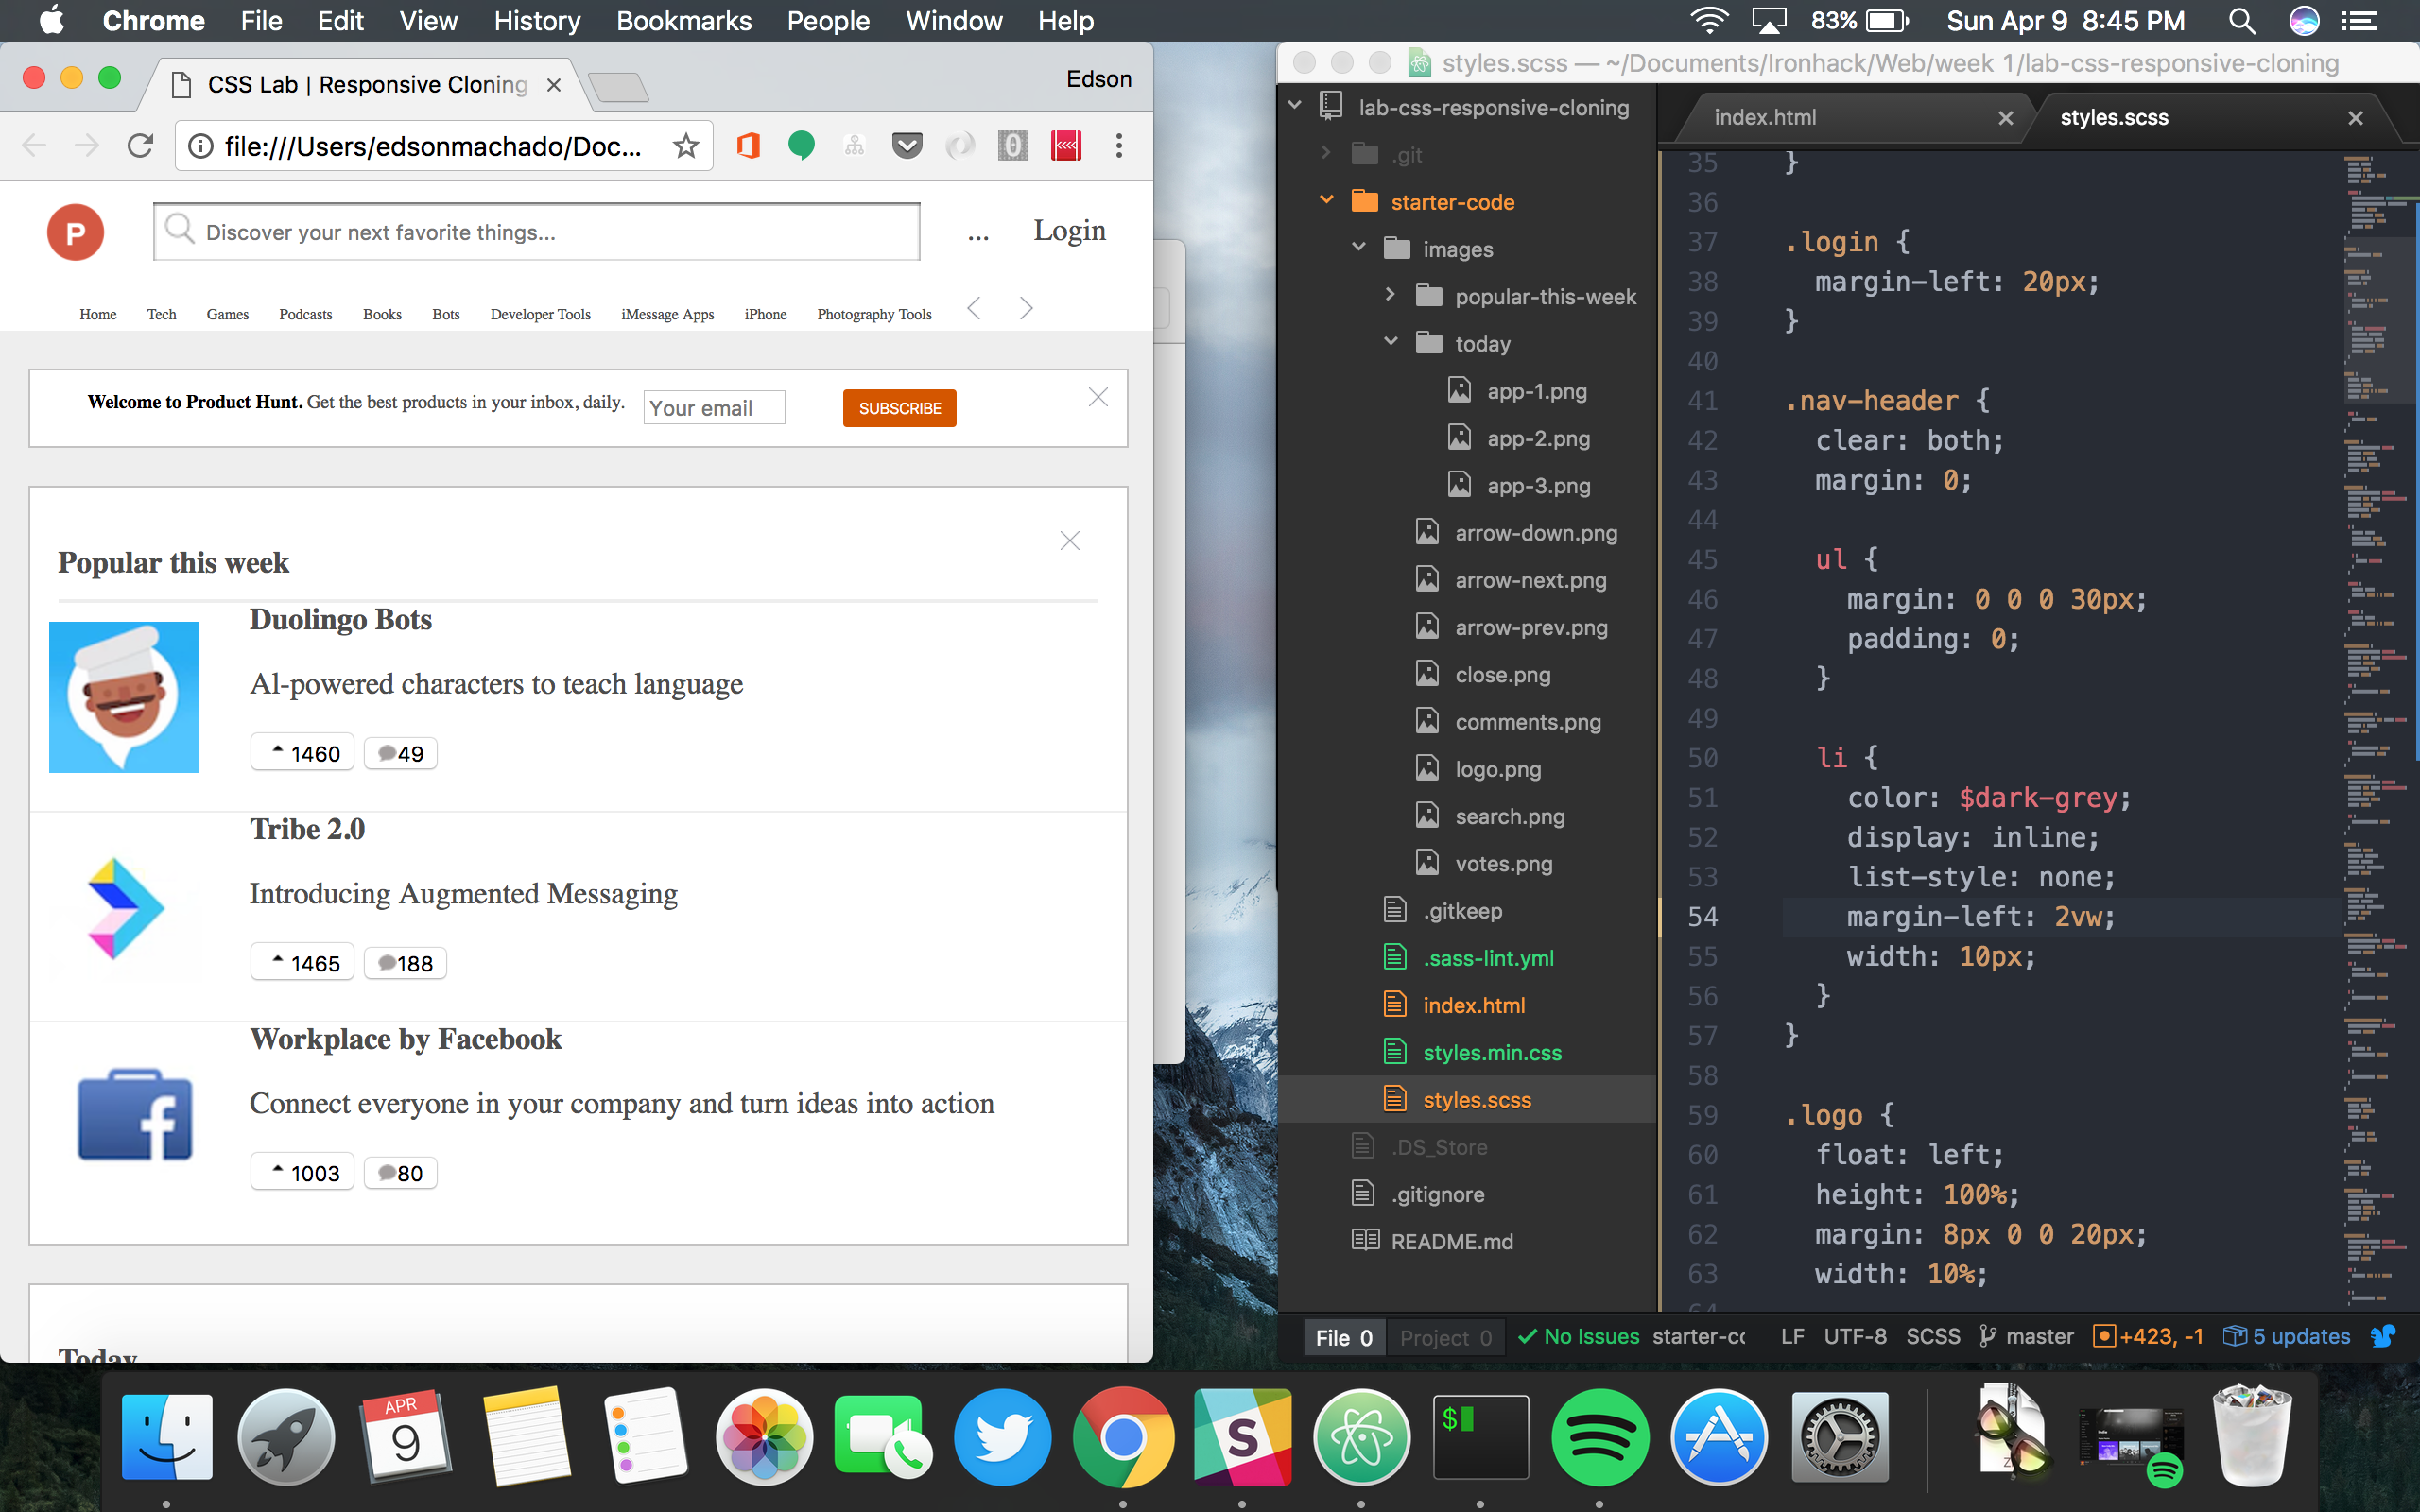 Chrome File Edit View History Bookmarks People Window Help 83% Sun Apr 9 8:45 PM
CSS Lab | Responsive Cloning
Edson
file:///Users/edsonmachado/Doc...
P
Discover your next favorite things...
... Login
Home Tech Games Podcasts Books Bots Developer Tools iMessage Apps iPhone Photography Tools
Welcome to Product Hunt. Get the best products in your inbox, daily. Your email SUBSCRIBE
Popular this week
Duolingo Bots
Al-powered characters to teach language
1460 49
Tribe 2.0
Introducing Augmented Messaging
1465 188
Workplace by Facebook
Connect everyone in your company and turn ideas into action
1003 80
Today
styles.scss — ~/Documents/Ironhack/Web/week 1/lab-css-responsive-cloning
lab-css-responsive-cloning
.git
starter-code
images
popular-this-week
today
app-1.png
app-2.png
app-3.png
arrow-down.png
arrow-next.png
arrow-prev.png
close.png
comments.png
logo.png
search.png
votes.png
.gitkeep
.sass-lint.yml
index.html
styles.min.css
styles.scss
.DS_Store
.gitignore
README.md
index.html styles.scss
35 }
36
37 .login {
38 margin-left: 20px;
39 }
40
41 .nav-header {
42 clear: both;
43 margin: 0;
44
45 ul {
46 margin: 0 0 0 30px;
47 padding: 0;
48 }
49
50 li {
51 color: $dark-grey;
52 display: inline;
53 list-style: none;
54 margin-left: 2vw;
55 width: 10px;
56 }
57 }
58
59 .logo {
60 float: left;
61 height: 100%;
62 margin: 8px 0 0 20px;
63 width: 10%;
64
File 0 Project 0 No Issues starter-co LF UTF-8 SCSS master +423, -1 5 updates
APR
9
S
$